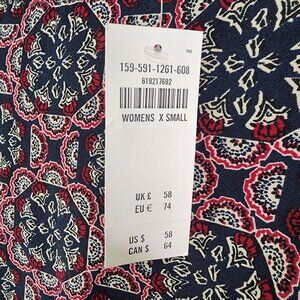 159-591-1261-608
619217692
WOMENS X SMALL
UK £ 58
EU € 74
US $ 58
CAN $ 64